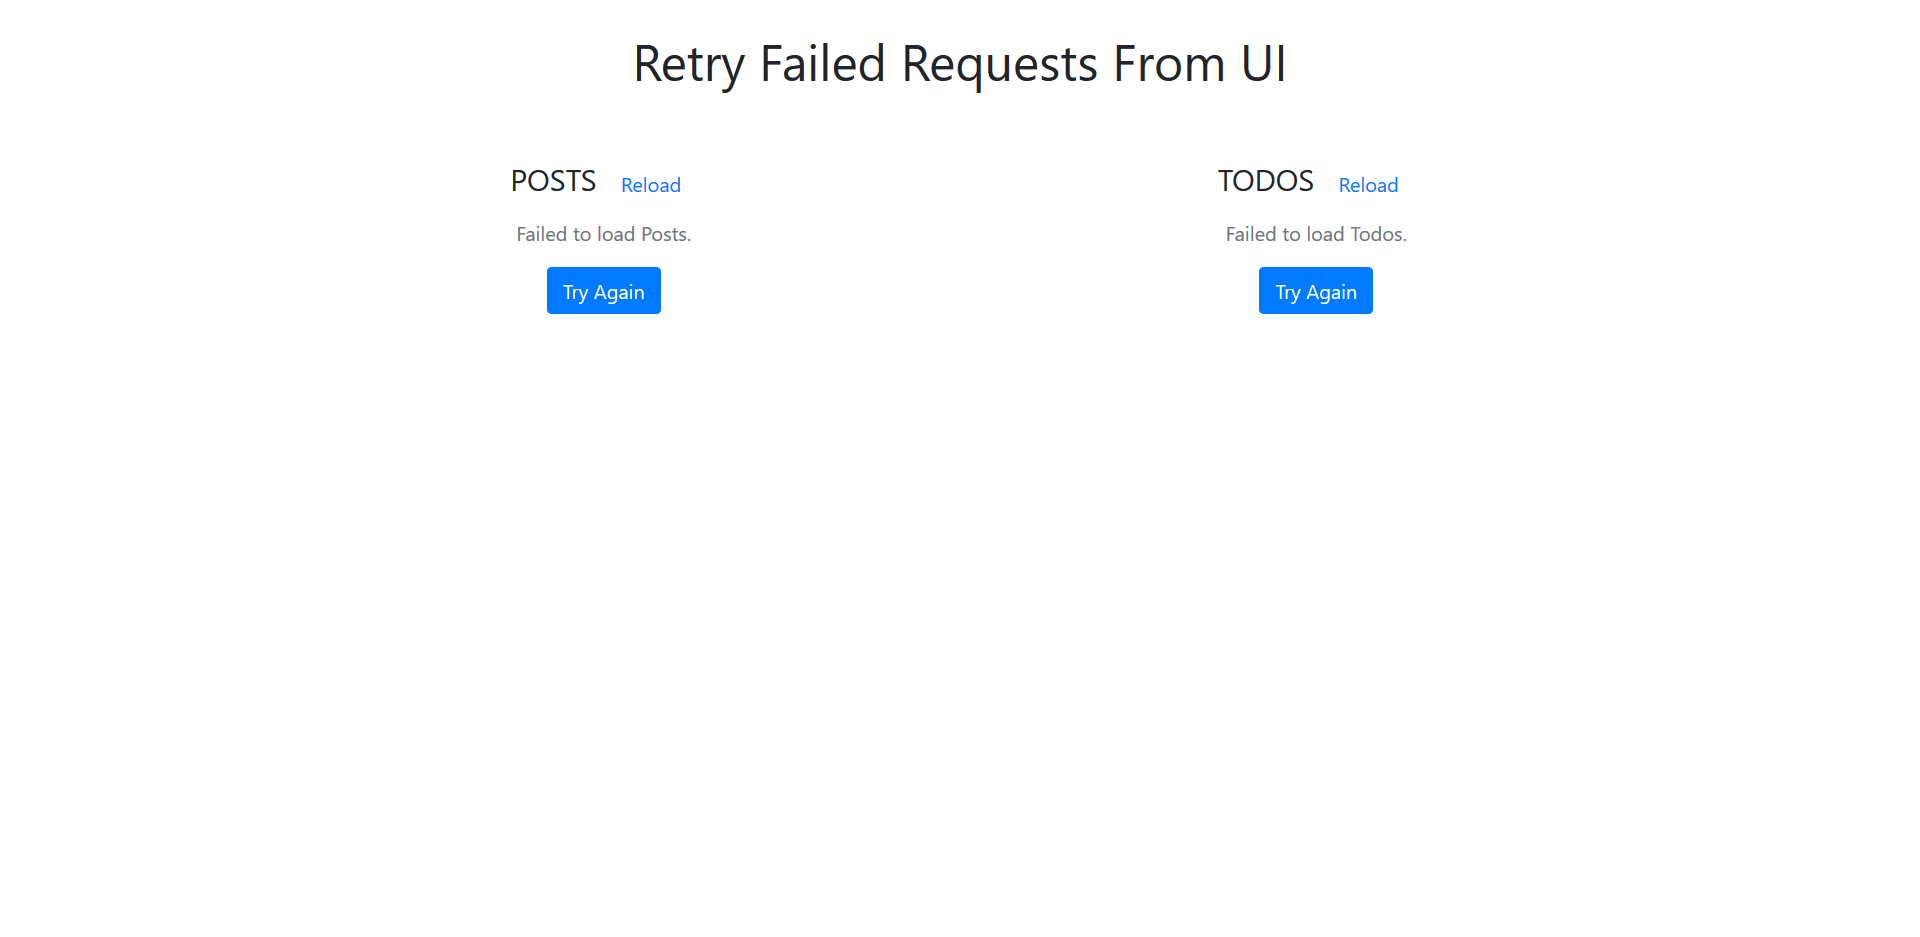 Retry Failed Requests From UI
POSTS Reload
Failed to load Posts.
Try Again
TODOS Reload
Failed to load Todos.
Try Again